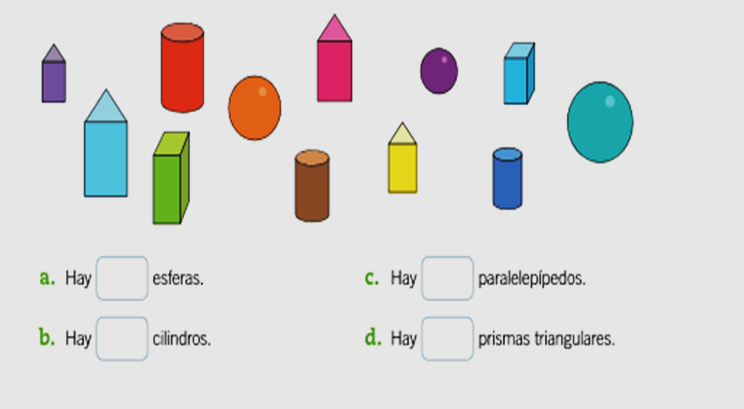 a. Hay esferas.
c. Hay paralelepípedos.
b. Hay cilindros.
d. Hay prismas triangulares.